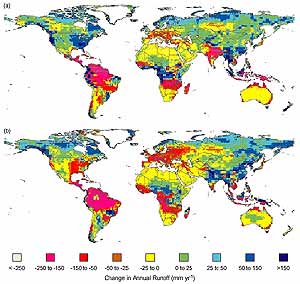 (a)
(b)
< -250 -250 to -150 -150 to -50 -50 to -25 -25 to 0 0 to 25 25 to 50 50 to 150 >150
Change in Annual Runoff (mm yr⁻¹)